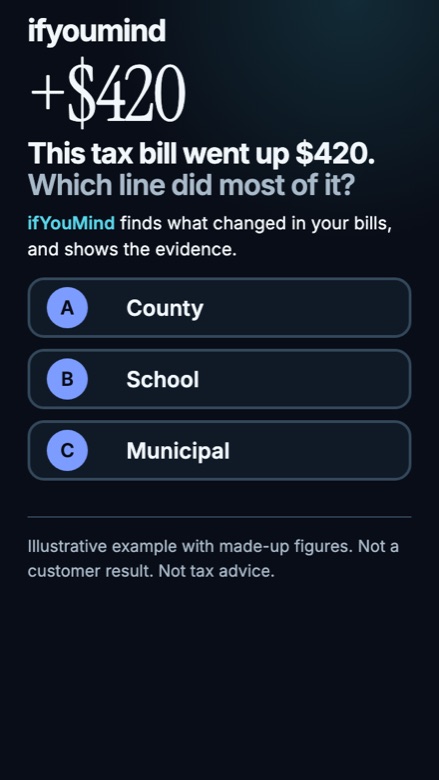 ifyoumind
+$420
This tax bill went up $420.
Which line did most of it?
ifYouMind finds what changed in your bills,
and shows the evidence.
A County
B School
C Municipal
Illustrative example with made-up figures. Not a
customer result. Not tax advice.